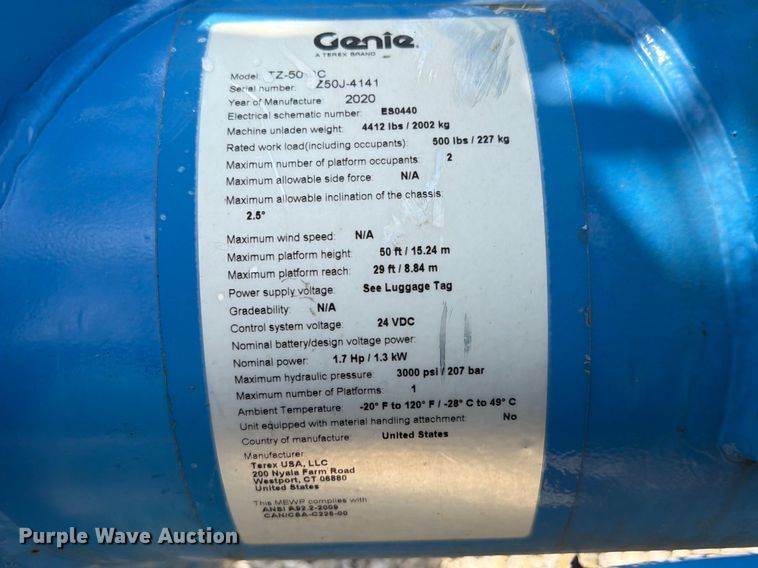 Genie
A TEREX BRAND
Model:
Serial number: Z50J-4141
Year of Manufacture: 2020
Electrical schematic number: ES0440
Machine unladen weight: 4412 lbs / 2002 kg
Rated work load(including occupants): 500 lbs / 227 kg
Maximum number of platform occupants: 2
Maximum allowable side force: N/A
Maximum allowable inclination of the chassis:
2.5°
Maximum wind speed: N/A
Maximum platform height: 50 ft / 15.24 m
Maximum platform reach: 29 ft / 8.84 m
Power supply voltage: See Luggage Tag
Gradeability: N/A
Control system voltage: 24 VDC
Nominal battery/design voltage power:
Nominal power: 1.7 Hp / 1.3 kW
Maximum hydraulic pressure: 3000 psi / 207 bar
Maximum number of Platforms: 1
Ambient Temperature: -20° F to 120° F / -28° C to 49° C
Unit equipped with material handling attachment: No
Country of manufacture: United States
Manufacturer:
Terex USA, LLC
200 Nyala Farm Road
Westport, CT 06880
United States
This MEWP complies with:
ANSI A92.2-2009
CAN/CSA-C225-00
Purple Wave Auction